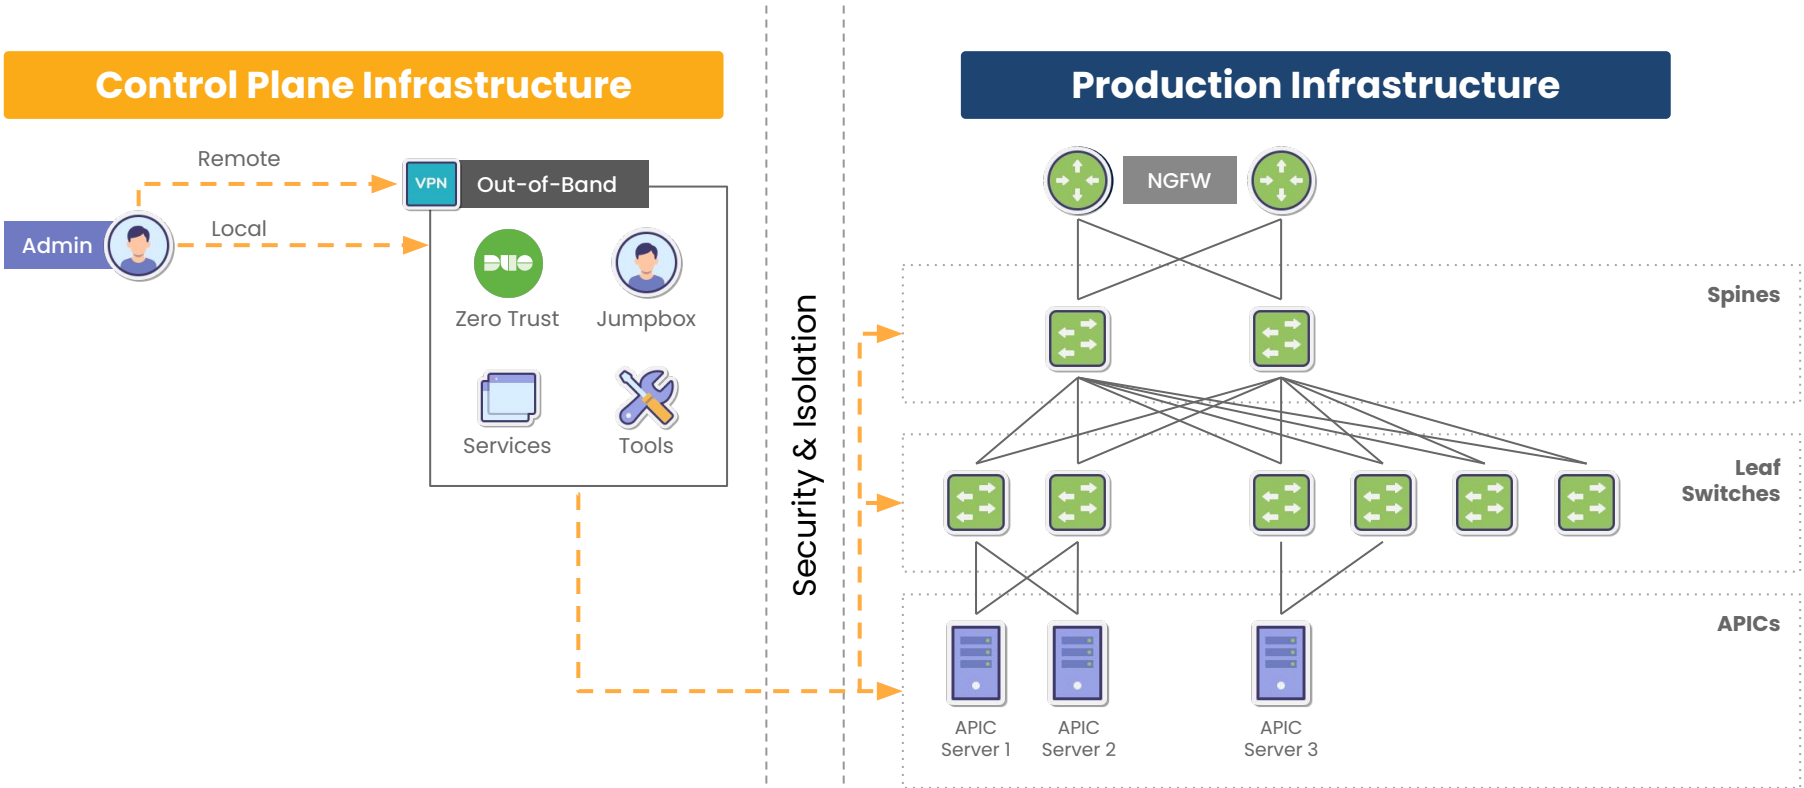 Control Plane Infrastructure
Production Infrastructure
Remote
VPN
Out-of-Band
NGFW
Admin
Local
DUO
Zero Trust
Jumpbox
Services
Tools
Security & Isolation
Spines
Leaf
Switches
APICs
APIC
Server 1
APIC
Server 2
APIC
Server 3